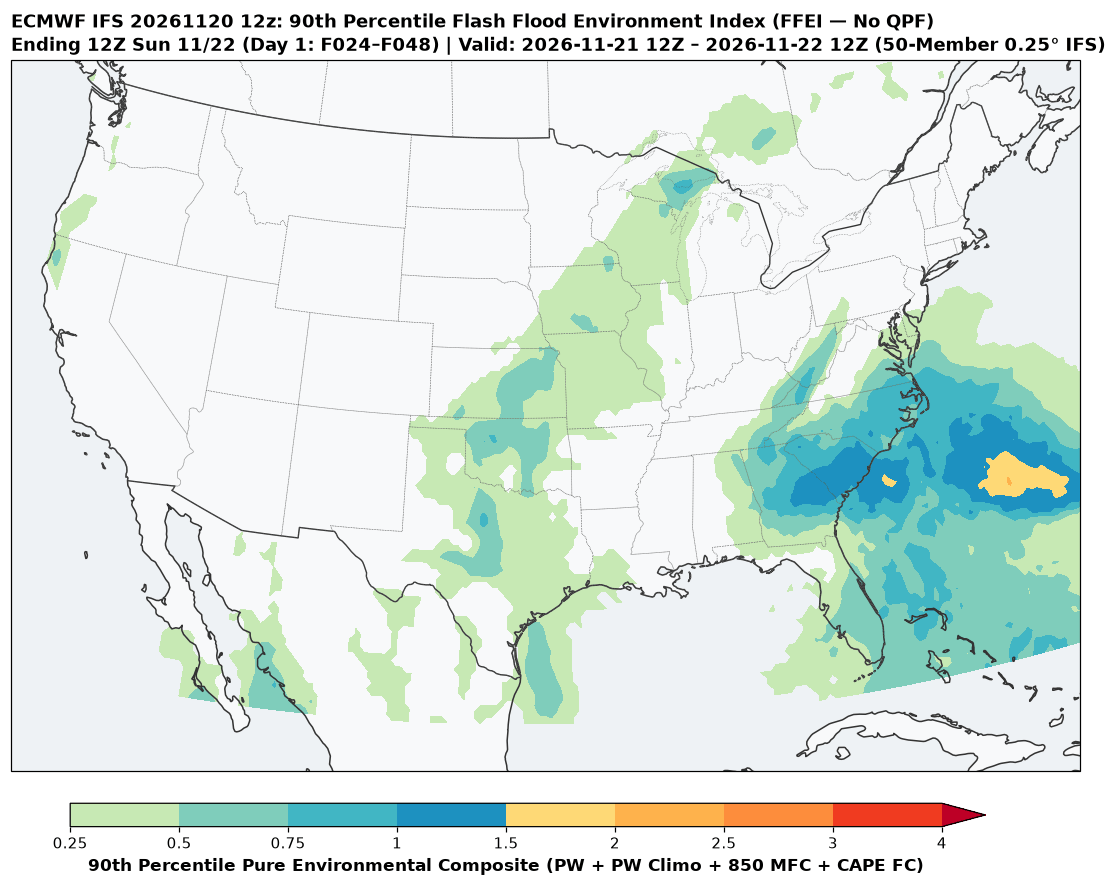 ECMWF IFS 20261120 12z: 90th Percentile Flash Flood Environment Index (FFEI — No QPF)
Ending 12Z Sun 11/22 (Day 1: F024–F048) | Valid: 2026-11-21 12Z – 2026-11-22 12Z (50-Member 0.25° IFS)
0.25 0.5 0.75 1 1.5 2 2.5 3 4
90th Percentile Pure Environmental Composite (PW + PW Climo + 850 MFC + CAPE FC)